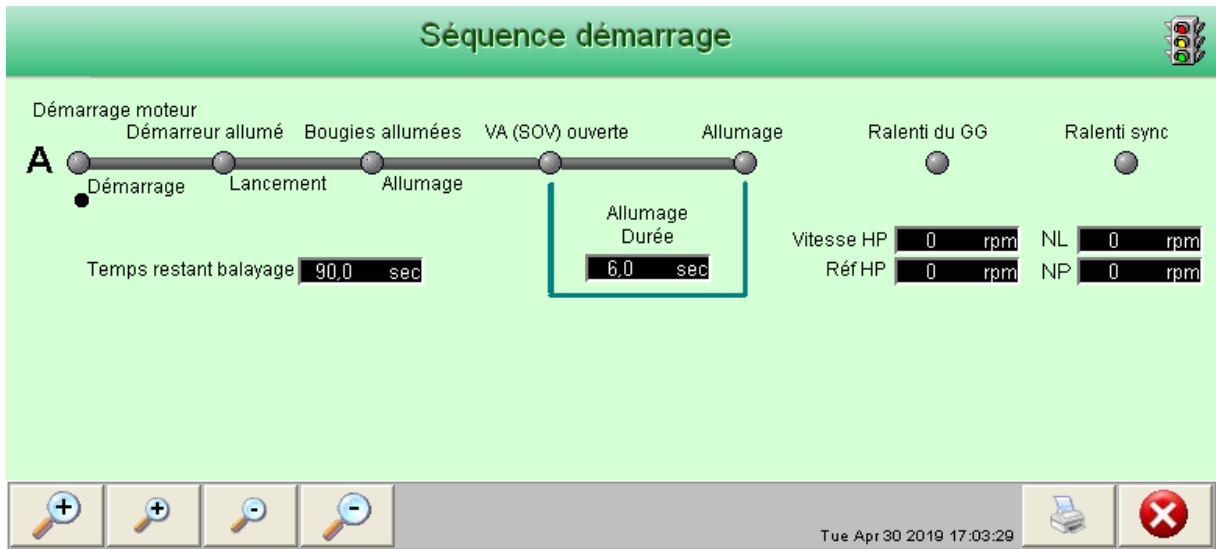 Séquence démarrage
Démarrage moteur
Démarreur allumé
Bougies allumées
VA (SOV) ouverte
Allumage
Ralenti du GG
Ralenti sync
A
Démarrage
Lancement
Allumage
Allumage
Durée
Temps restant balayage 90,0 sec
6,0 sec
Vitesse HP 0 rpm
NL 0 rpm
Réf HP 0 rpm
NP 0 rpm
Tue Apr 30 2019 17:03:29